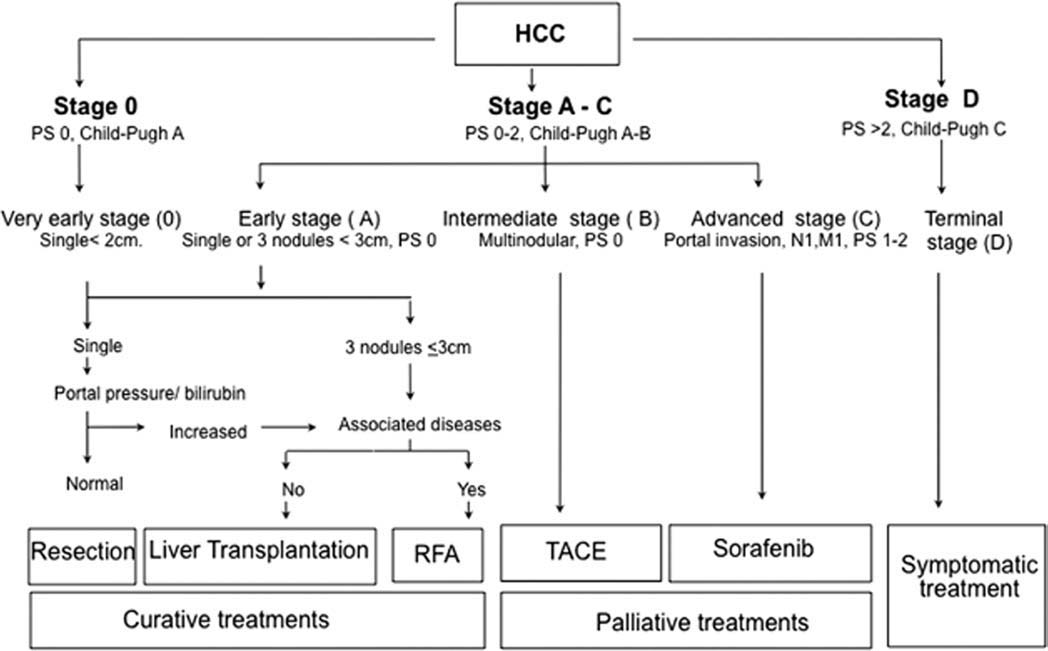 HCC
Stage 0
PS 0, Child-Pugh A
Stage A - C
PS 0-2, Child-Pugh A-B
Stage D
PS >2, Child-Pugh C
Very early stage (0)
Single< 2cm.
Early stage ( A)
Single or 3 nodules < 3cm, PS 0
Intermediate stage ( B)
Multinodular, PS 0
Advanced stage (C)
Portal invasion, N1,M1, PS 1-2
Terminal
stage (D)
Single
3 nodules ≤3cm
Portal pressure/ bilirubin
Increased
Associated diseases
Normal
No
Yes
Resection
Liver Transplantation
RFA
TACE
Sorafenib
Symptomatic
treatment
Curative treatments
Palliative treatments